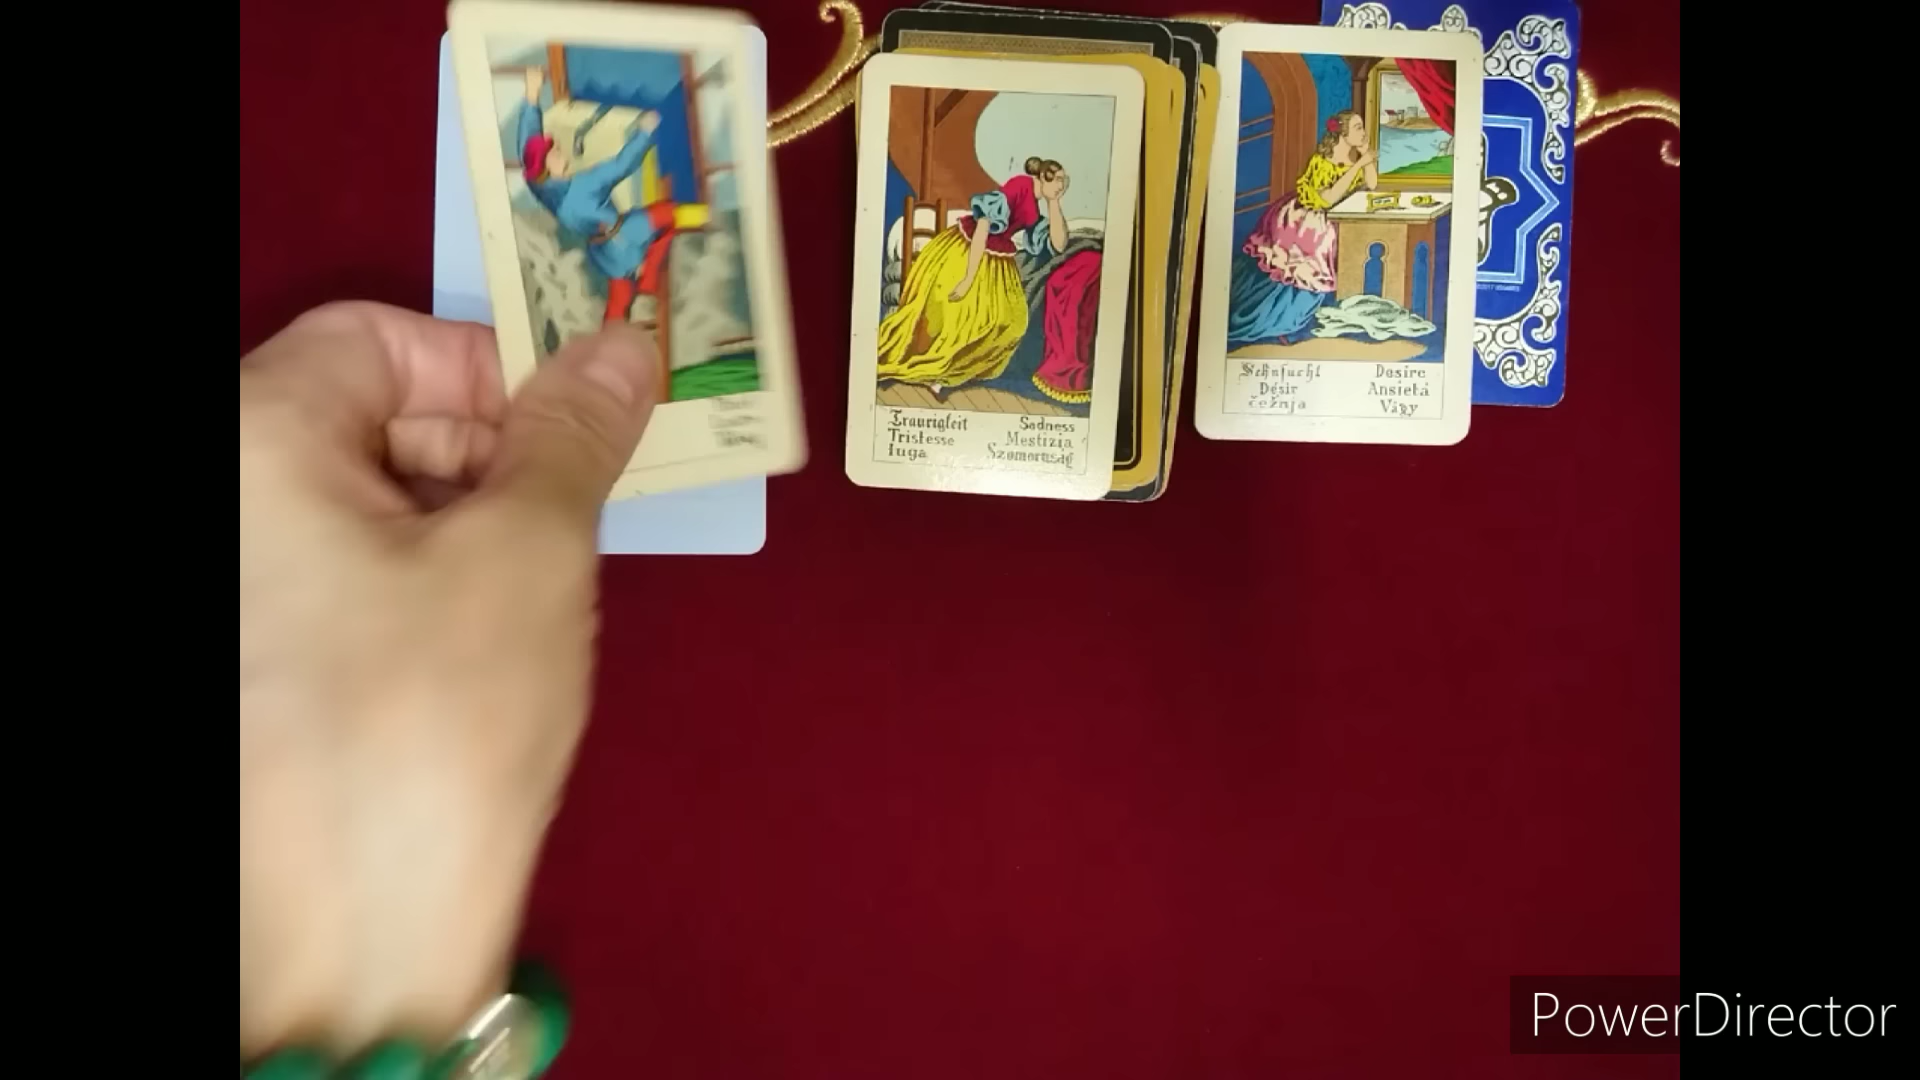 Traurigkeit Sadness
Tristesse Mestizia
Tuga Szomorúság
Sehnsucht Desire
Désir Ansietá
čežnja Vágy
PowerDirector